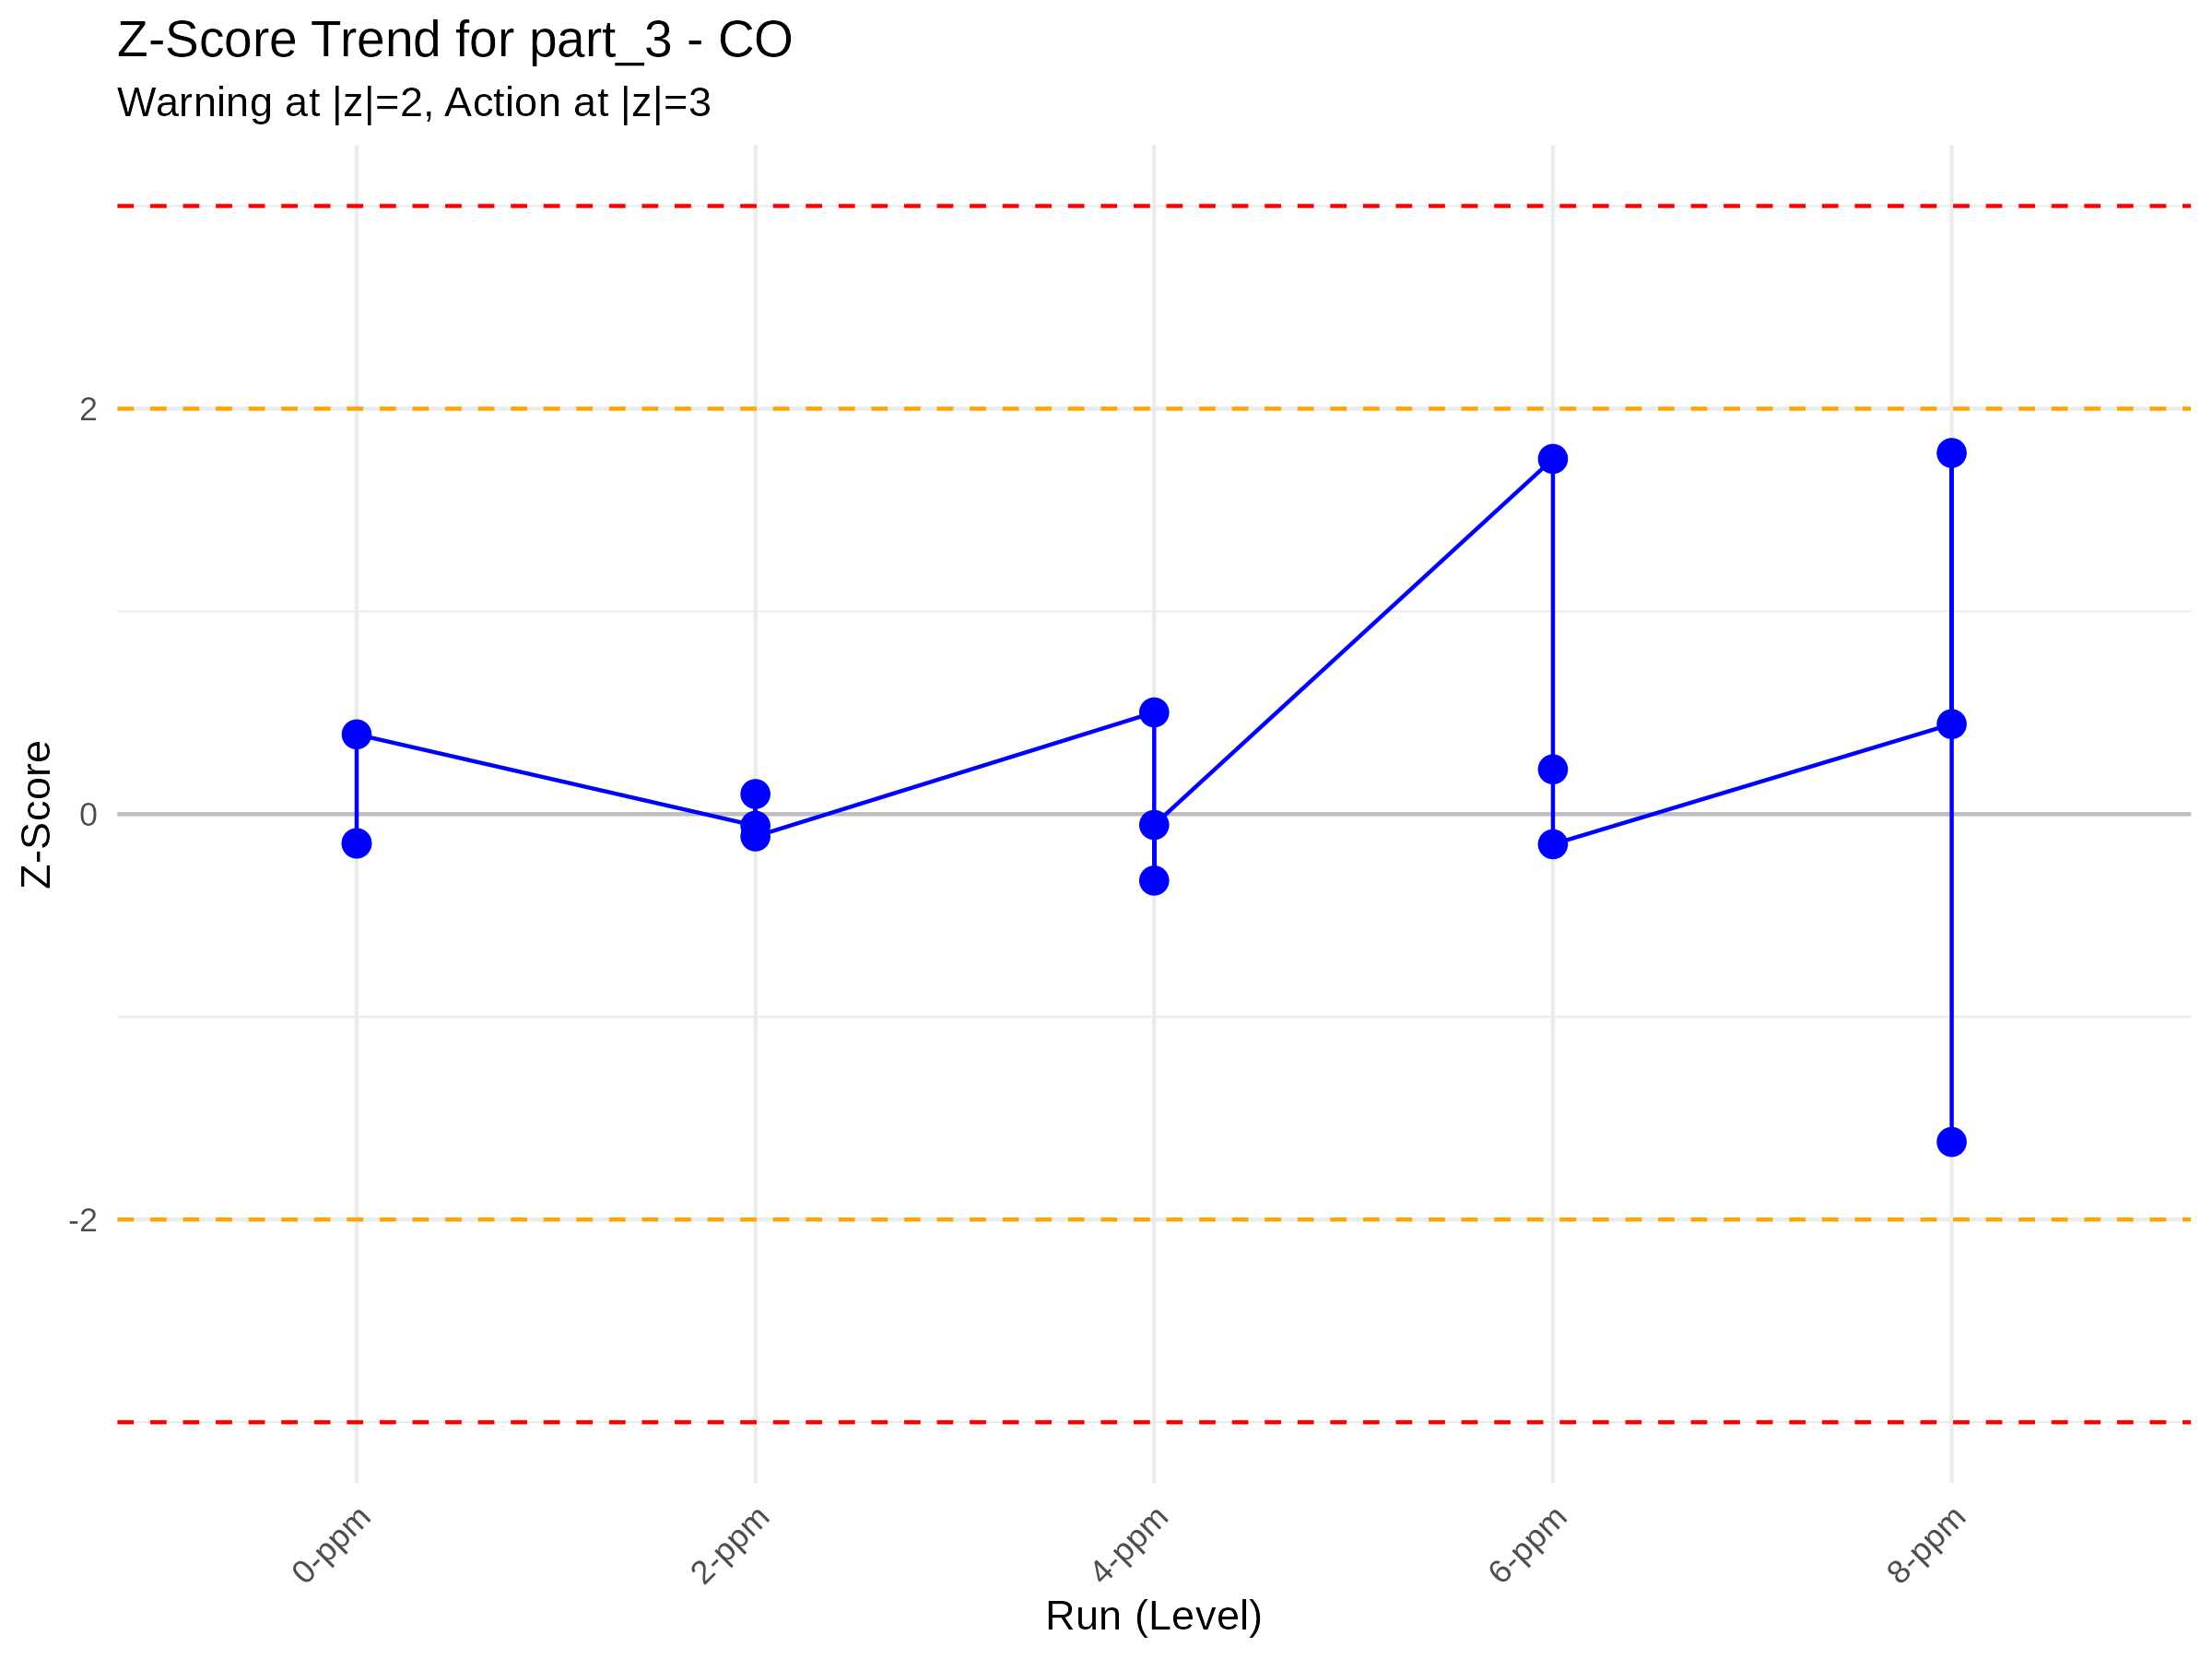 Z-Score Trend for part_3 - CO
Warning at |z|=2, Action at |z|=3
Z-Score
2
0
-2
0-ppm
2-ppm
4-ppm
6-ppm
8-ppm
Run (Level)